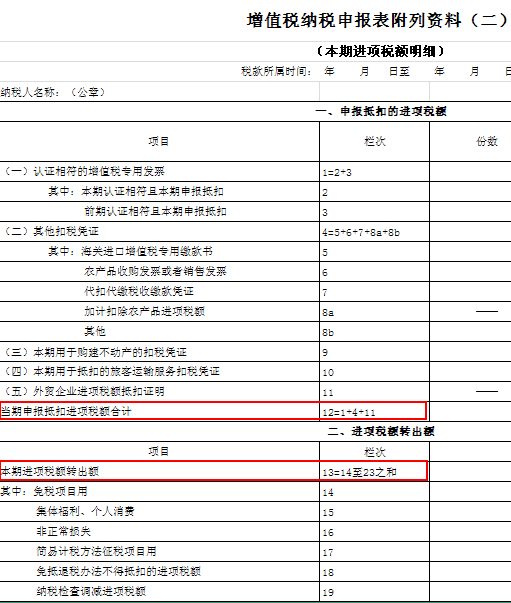 增值税纳税申报表附列资料（二）
（本期进项税额明细）
税款所属时间： 年 月 日至 年 月
纳税人名称：（公章）
一、申报抵扣的进项税额
项目 栏次 份数
（一）认证相符的增值税专用发票 1=2+3
其中：本期认证相符且本期申报抵扣 2
前期认证相符且本期申报抵扣 3
（二）其他扣税凭证 4=5+6+7+8a+8b
其中：海关进口增值税专用缴款书 5
农产品收购发票或者销售发票 6
代扣代缴税收缴款凭证 7
加计扣除农产品进项税额 8a ——
其他 8b
（三）本期用于购建不动产的扣税凭证 9
（四）本期用于抵扣的旅客运输服务扣税凭证 10
（五）外贸企业进项税额抵扣证明 11 ——
当期申报抵扣进项税额合计 12=1+4+11
二、进项税额转出额
项目 栏次
本期进项税额转出额 13=14至23之和
其中：免税项目用 14
集体福利、个人消费 15
非正常损失 16
简易计税方法征税项目用 17
免抵退税办法不得抵扣的进项税额 18
纳税检查调减进项税额 19